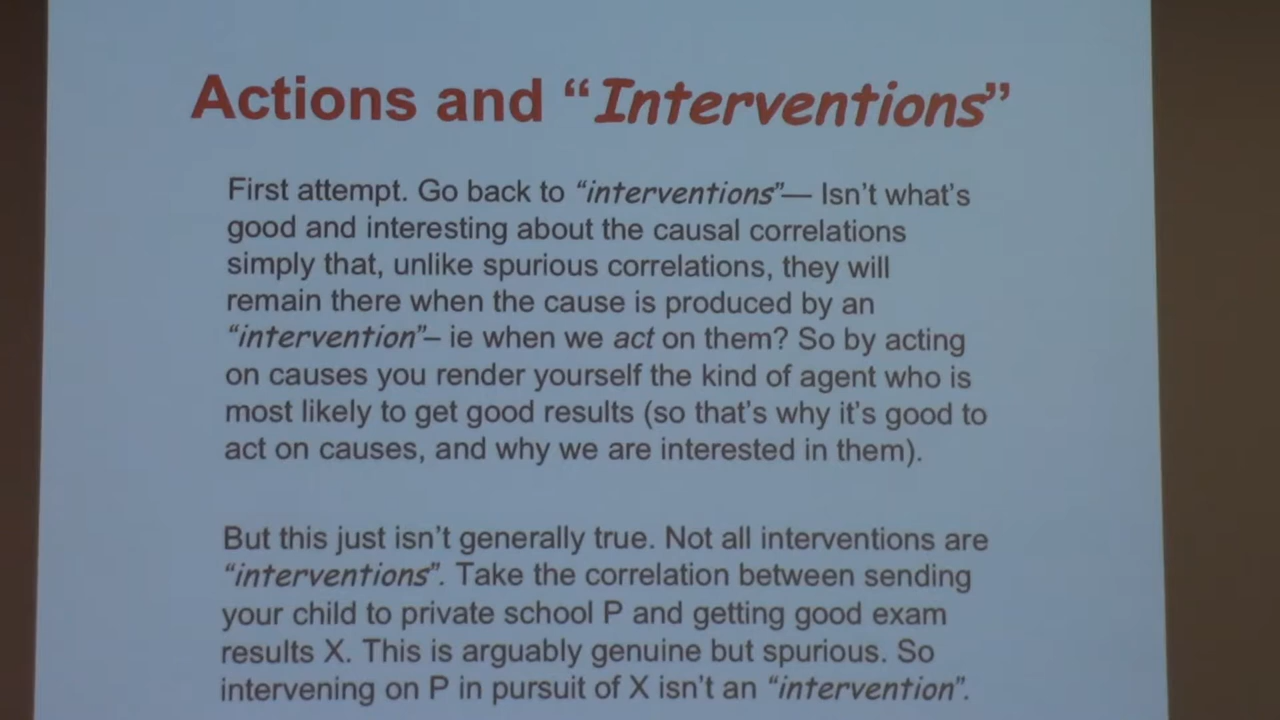 Actions and “Interventions”
First attempt. Go back to “interventions”— Isn’t what’s
good and interesting about the causal correlations
simply that, unlike spurious correlations, they will
remain there when the cause is produced by an
“intervention”– ie when we act on them? So by acting
on causes you render yourself the kind of agent who is
most likely to get good results (so that’s why it’s good to
act on causes, and why we are interested in them).
But this just isn’t generally true. Not all interventions are
“interventions”. Take the correlation between sending
your child to private school P and getting good exam
results X. This is arguably genuine but spurious. So
intervening on P in pursuit of X isn’t an “intervention”.